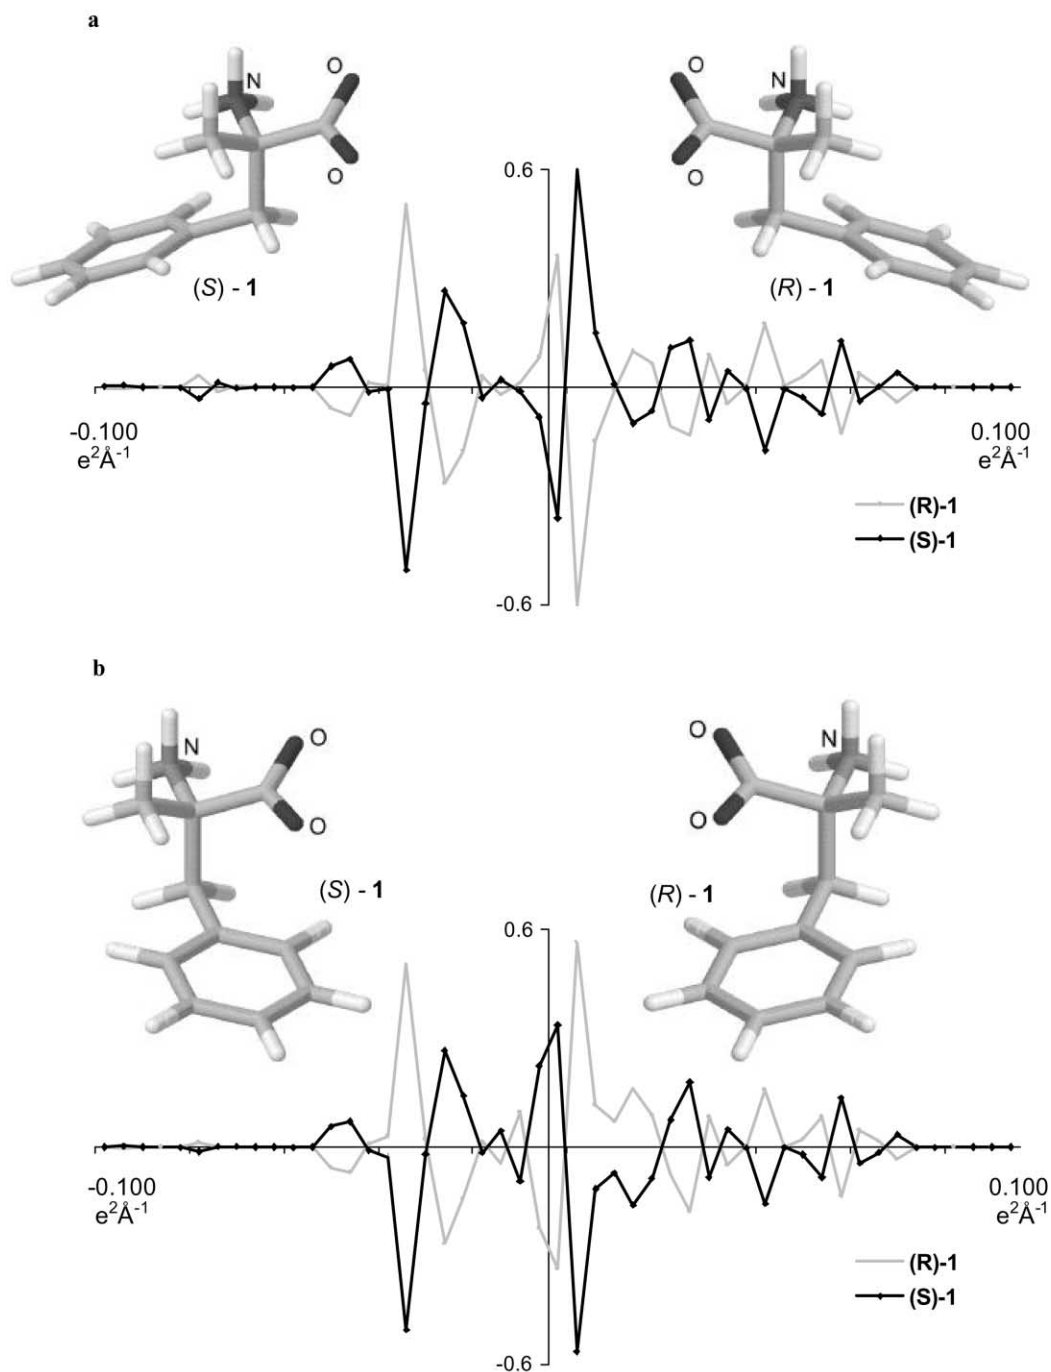 a
O
N
O
(S) - 1
O
N
O
(R) - 1
0.6
-0.100
e²Å⁻¹
0.100
e²Å⁻¹
(R)-1
(S)-1
-0.6
b
N
O
O
(S) - 1
O
N
O
(R) - 1
0.6
-0.100
e²Å⁻¹
0.100
e²Å⁻¹
(R)-1
(S)-1
-0.6